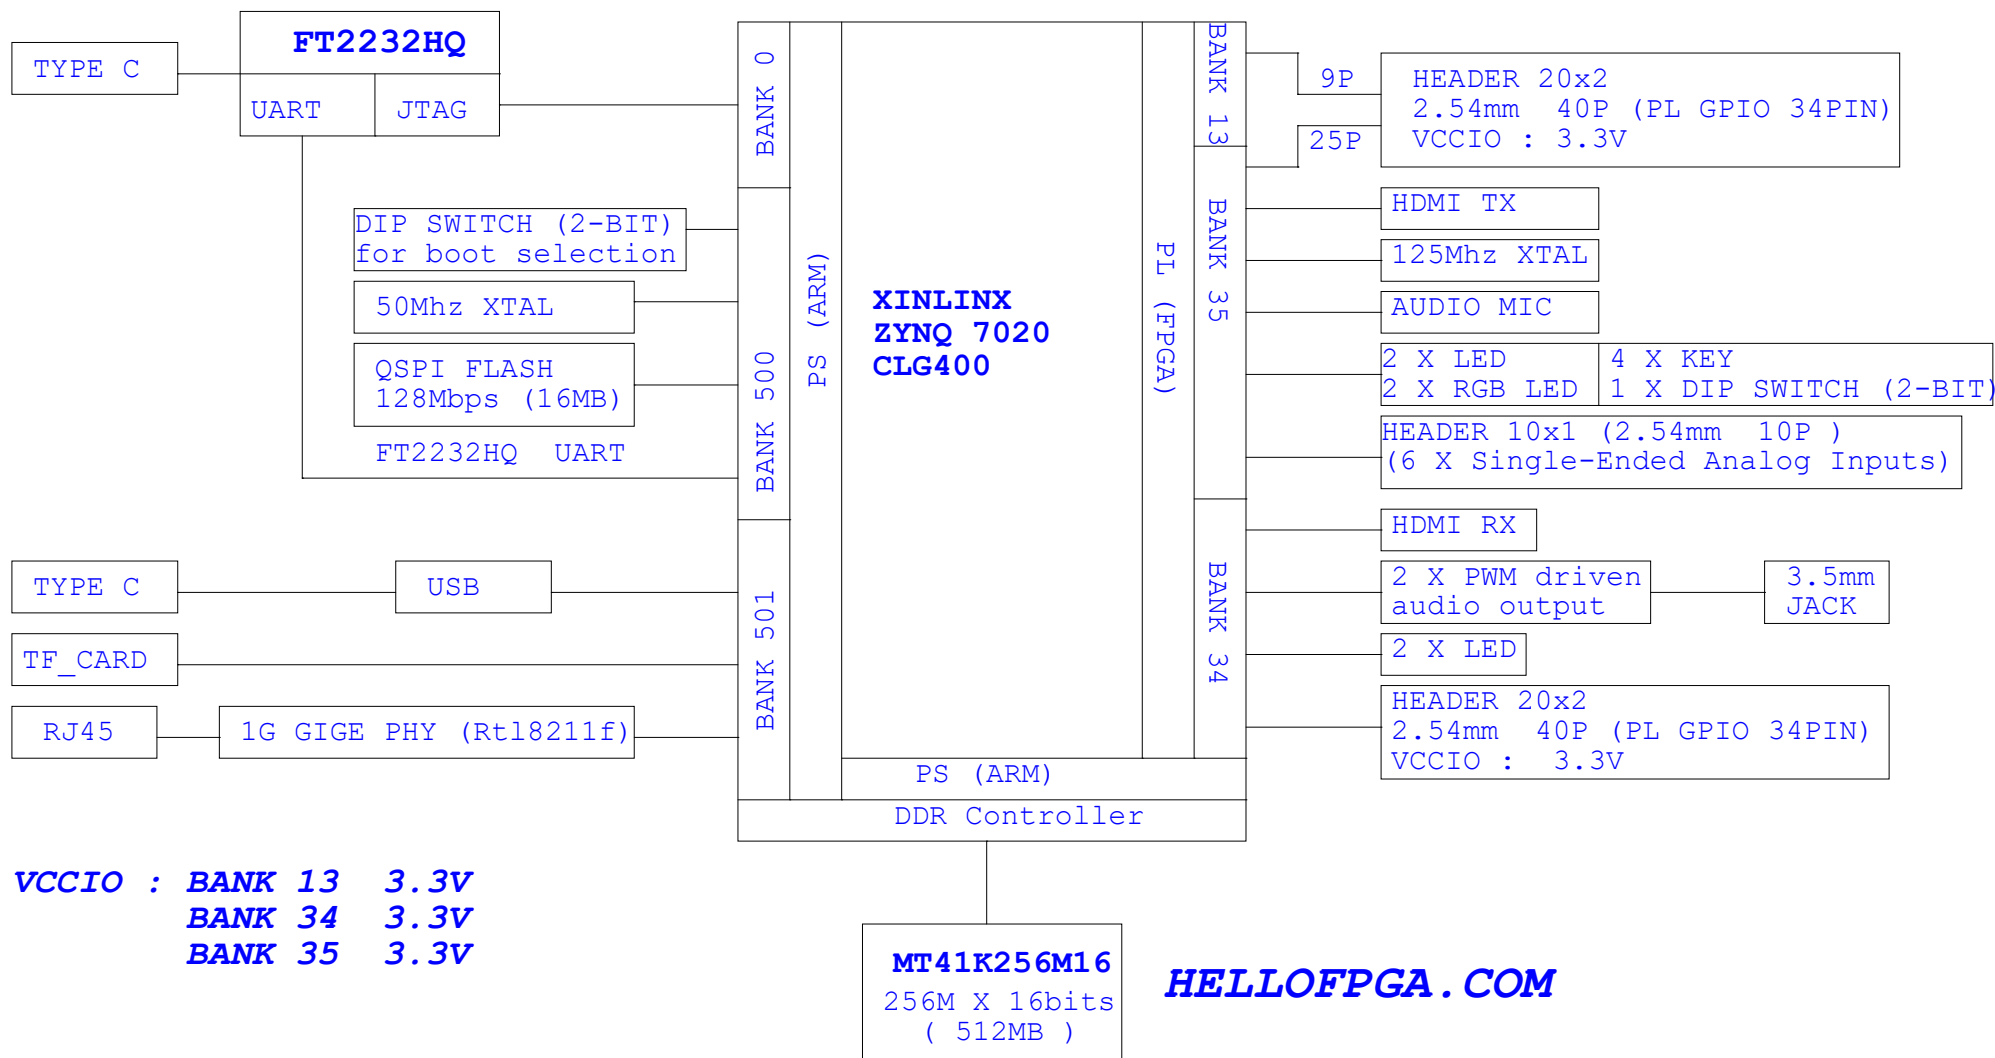 FT2232HQ
TYPE C
UART
JTAG
BANK 0
DIP SWITCH (2-BIT)
for boot selection
50Mhz XTAL
QSPI FLASH
128Mbps (16MB)
FT2232HQ  UART
BANK 500
TYPE C
USB
TF_CARD
BANK 501
RJ45
1G GIGE PHY (Rtl8211f)
PS (ARM)
XINLINX
ZYNQ 7020
CLG400
PL (FPGA)
PS (ARM)
DDR Controller
BANK 13
9P
25P
HEADER 20x2
2.54mm  40P (PL GPIO 34PIN)
VCCIO : 3.3V
BANK 35
HDMI TX
125Mhz XTAL
AUDIO MIC
2 X LED
2 X RGB LED
4 X KEY
1 X DIP SWITCH (2-BIT)
HEADER 10x1 (2.54mm  10P )
(6 X Single-Ended Analog Inputs)
BANK 34
HDMI RX
2 X PWM driven
audio output
3.5mm
JACK
2 X LED
HEADER 20x2
2.54mm  40P (PL GPIO 34PIN)
VCCIO :  3.3V
VCCIO : BANK 13  3.3V
BANK 34  3.3V
BANK 35  3.3V
MT41K256M16
256M X 16bits
( 512MB )
HELLOFPGA.COM